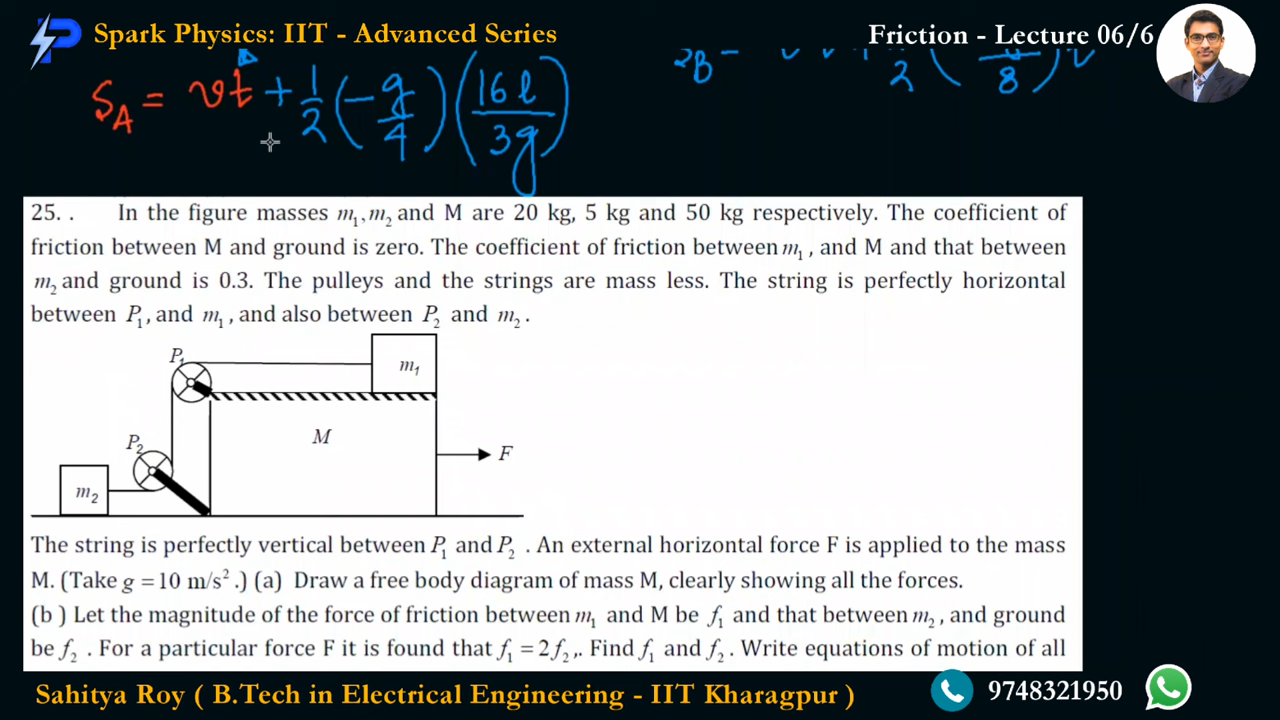 Spark Physics: IIT - Advanced Series
Friction - Lecture 06/6
S_A = vt + 1/2 (-g/4) (16l/3g)
25. . In the figure masses m₁,m₂ and M are 20 kg, 5 kg and 50 kg respectively. The coefficient of
friction between M and ground is zero. The coefficient of friction between m₁ , and M and that between
m₂ and ground is 0.3. The pulleys and the strings are mass less. The string is perfectly horizontal
between P₁, and m₁ , and also between P₂ and m₂ .
P₁
m₁
P₂
M
F
m₂
The string is perfectly vertical between P₁ and P₂ . An external horizontal force F is applied to the mass
M. (Take g = 10 m/s² .) (a) Draw a free body diagram of mass M, clearly showing all the forces.
(b ) Let the magnitude of the force of friction between m₁ and M be f₁ and that between m₂ , and ground
be f₂ . For a particular force F it is found that f₁ = 2f₂,. Find f₁ and f₂ . Write equations of motion of all
Sahitya Roy ( B.Tech in Electrical Engineering - IIT Kharagpur )
9748321950